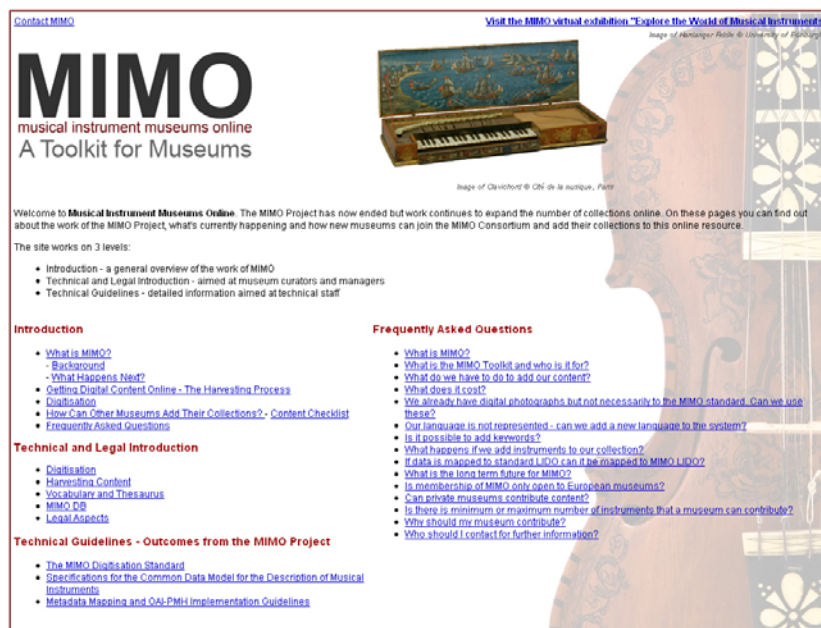 Contact MIMO
Visit the MIMO virtual exhibition "Explore the World of Musical Instruments
Image of Hardanger Fiddle © University of Edinburgh
MIMO
musical instrument museums online
A Toolkit for Museums
Image of Clavichord © Cité de la musique, Paris
Welcome to Musical Instrument Museums Online. The MIMO Project has now ended but work continues to expand the number of collections online. On these pages you can find out
about the work of the MIMO Project, what's currently happening and how new museums can join the MIMO Consortium and add their collections to this online resource.
The site works on 3 levels:
• Introduction - a general overview of the work of MIMO
• Technical and Legal Introduction - aimed at museum curators and managers
• Technical Guidelines - detailed information aimed at technical staff
Introduction
• What is MIMO?
- Background
- What Happens Next?
• Getting Digital Content Online - The Harvesting Process
• Digitisation
• How Can Other Museums Add Their Collections? - Content Checklist
• Frequently Asked Questions
Technical and Legal Introduction
• Digitisation
• Harvesting Content
• Vocabulary and Thesaurus
• MIMO DB
• Legal Aspects
Technical Guidelines - Outcomes from the MIMO Project
• The MIMO Digitisation Standard
• Specifications for the Common Data Model for the Description of Musical
Instruments
• Metadata Mapping and OAI-PMH Implementation Guidelines
Frequently Asked Questions
• What is MIMO?
• What is the MIMO Toolkit and who is it for?
• What do we have to do to add our content?
• What does it cost?
• We already have digital photographs but not necessarily to the MIMO standard. Can we use
these?
• Our language is not represented - can we add a new language to the system?
• Is it possible to add keywords?
• What happens if we add instruments to our collection?
• If data is mapped to standard LIDO can it be mapped to MIMO LIDO?
• What is the long term future for MIMO?
• Is membership of MIMO only open to European museums?
• Can private museums contribute content?
• Is there is minimum or maximum number of instruments that a museum can contribute?
• Why should my museum contribute?
• Who should I contact for further information?